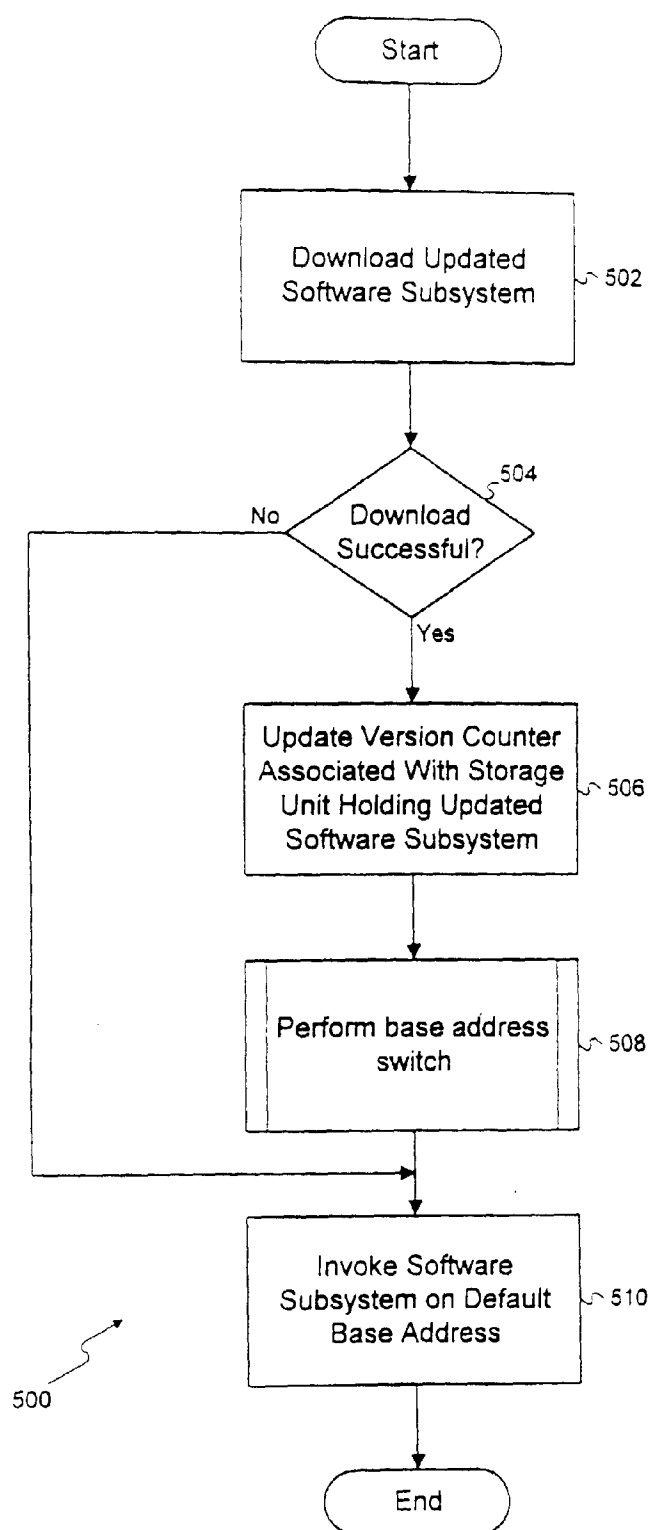 Start
Download Updated
Software Subsystem
502
504
No
Download
Successful?
Yes
Update Version Counter
Associated With Storage
Unit Holding Updated
Software Subsystem
506
Perform base address
switch
508
Invoke Software
Subsystem on Default
Base Address
510
500
End